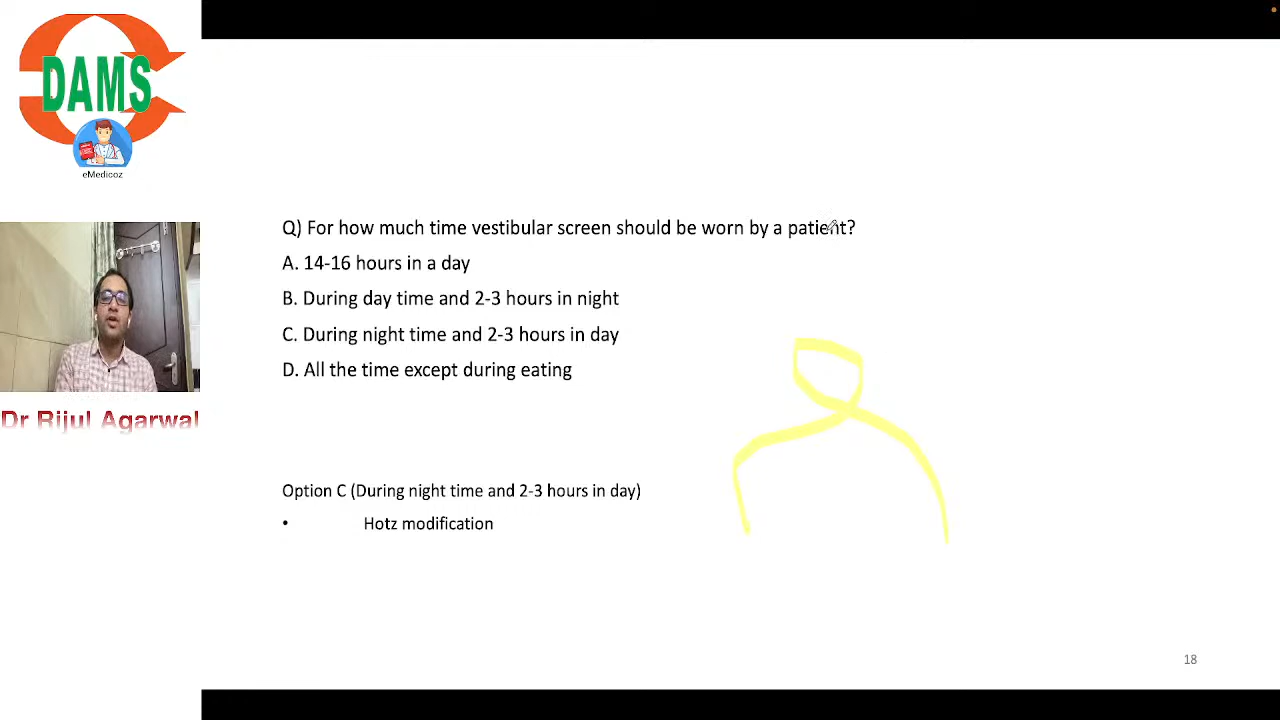 DAMS
eMedicoz
Q) For how much time vestibular screen should be worn by a patient?
A. 14-16 hours in a day
B. During day time and 2-3 hours in night
C. During night time and 2-3 hours in day
D. All the time except during eating
Dr Rijul Agarwal
Option C (During night time and 2-3 hours in day)
• Hotz modification
18